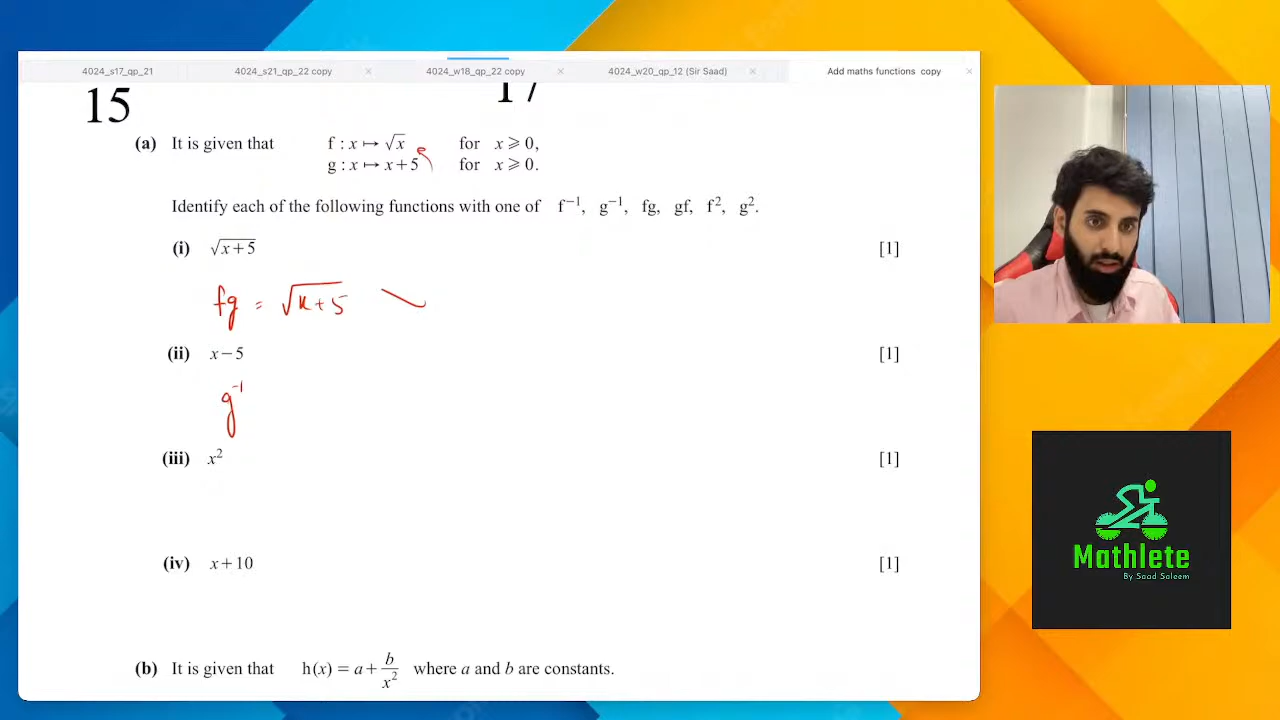 4024_s17_qp_21 4024_s21_qp_22 copy × 4024_w18_qp_22 copy × 4024_w20_qp_12 (Sir Saad) × Add maths functions copy ×
15 17
(a) It is given that f : x ↦ √x for x ⩾ 0,
g : x ↦ x + 5 for x ⩾ 0.
Identify each of the following functions with one of f⁻¹, g⁻¹, fg, gf, f², g².
(i) √(x+5) [1]
fg = √(x+5)
(ii) x − 5 [1]
g⁻¹
(iii) x² [1]
(iv) x + 10 [1]
(b) It is given that h(x) = a + b/x² where a and b are constants.
Mathlete
By Saad Saleem